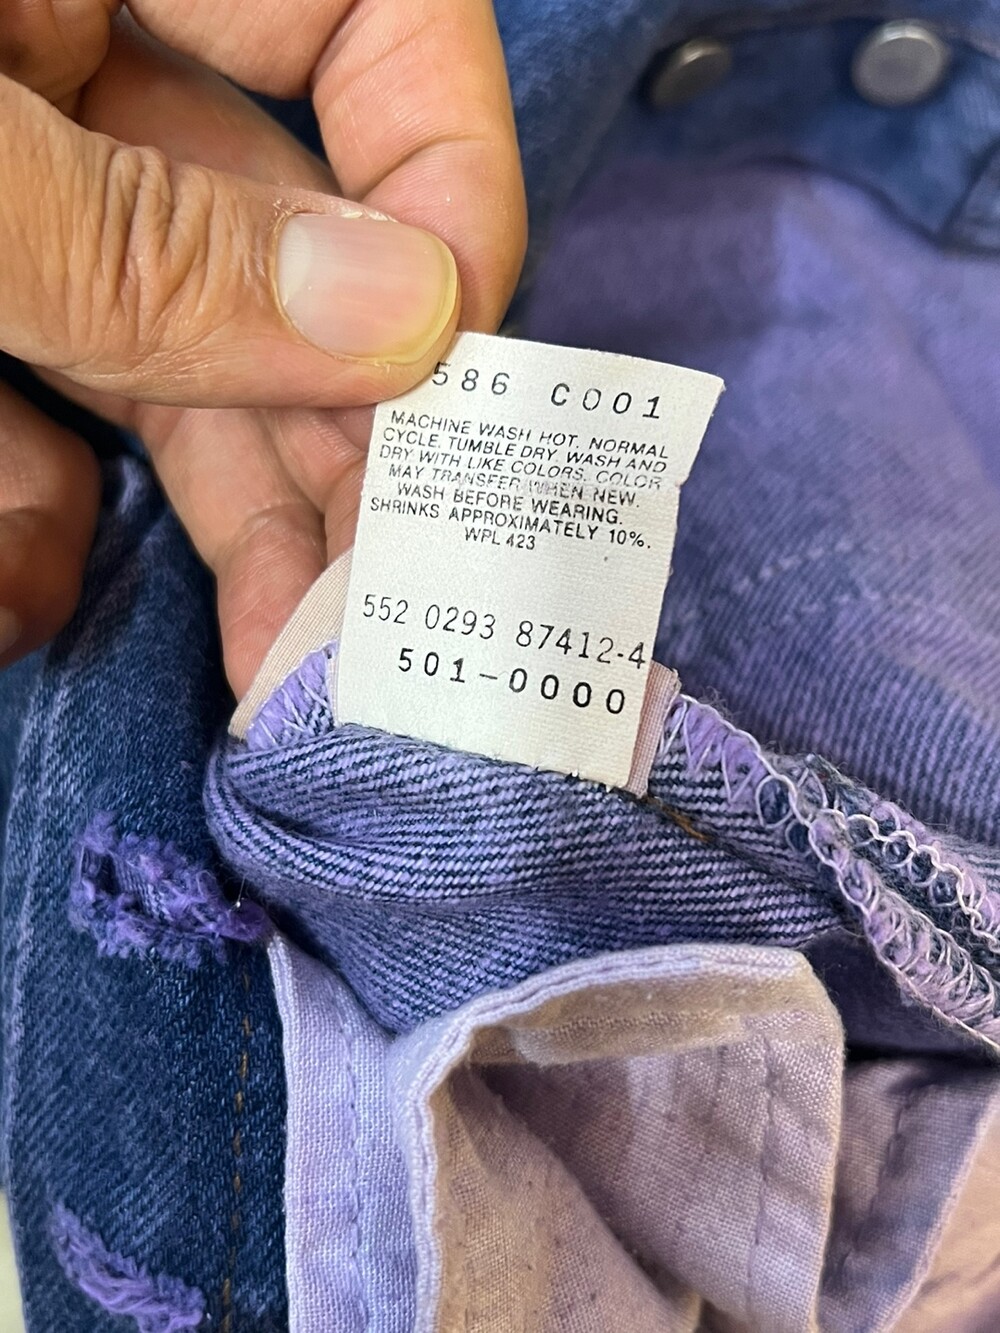 586 C001
MACHINE WASH HOT. NORMAL
CYCLE. TUMBLE DRY. WASH AND
DRY WITH LIKE COLORS. COLOR
MAY TRANSFER WHEN NEW.
WASH BEFORE WEARING.
SHRINKS APPROXIMATELY 10%.
WPL 423
552 0293 87412-4
501-0000